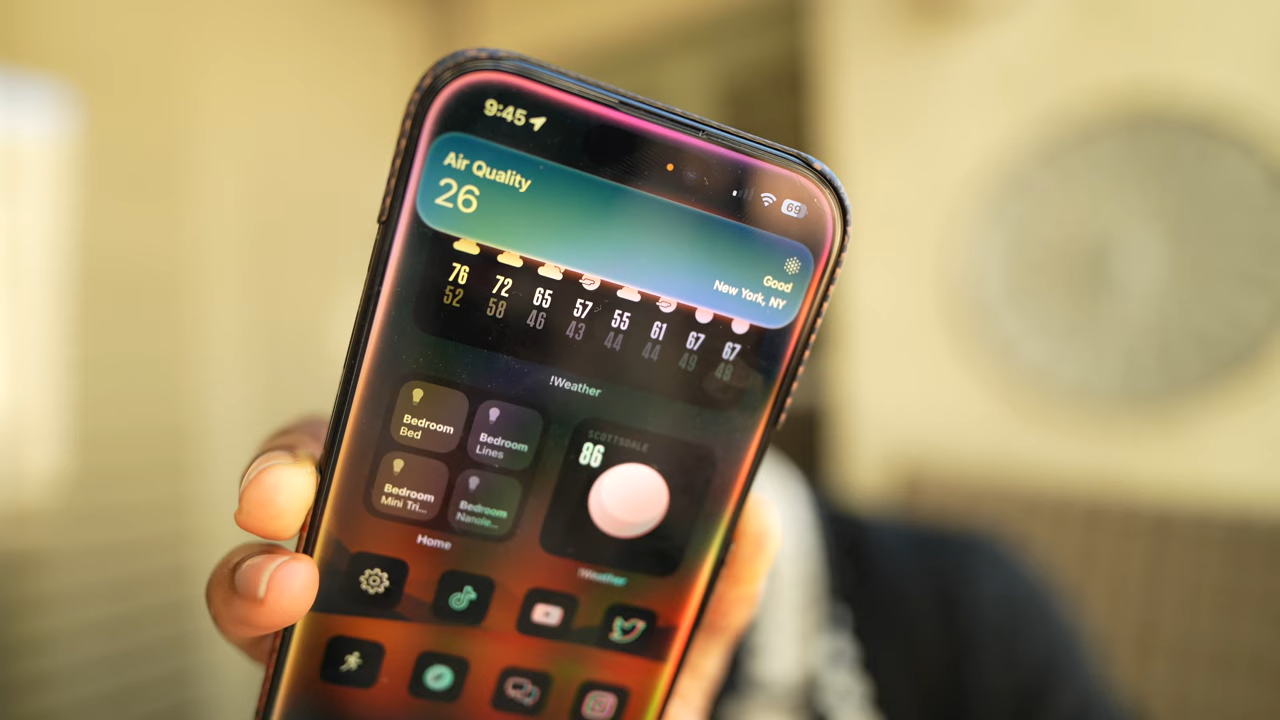 9:45
69
Air Quality
26
Good
New York, NY
76 72 65 57 55 61 67 67
52 58 46 43 44 44 49 48
!Weather
Bedroom
Bed
Bedroom
Lines
Bedroom
Mini Tri...
Bedroom
Nanole...
Home
SCOTTSDALE
86
!Weather